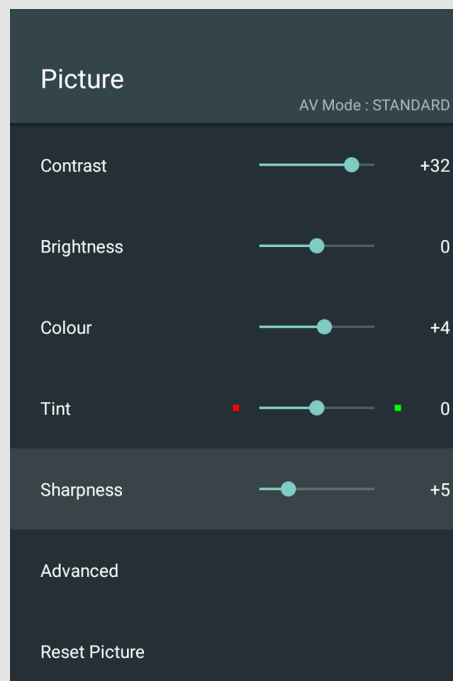 Picture
AV Mode : STANDARD
Contrast +32
Brightness 0
Colour +4
Tint 0
Sharpness +5
Advanced
Reset Picture